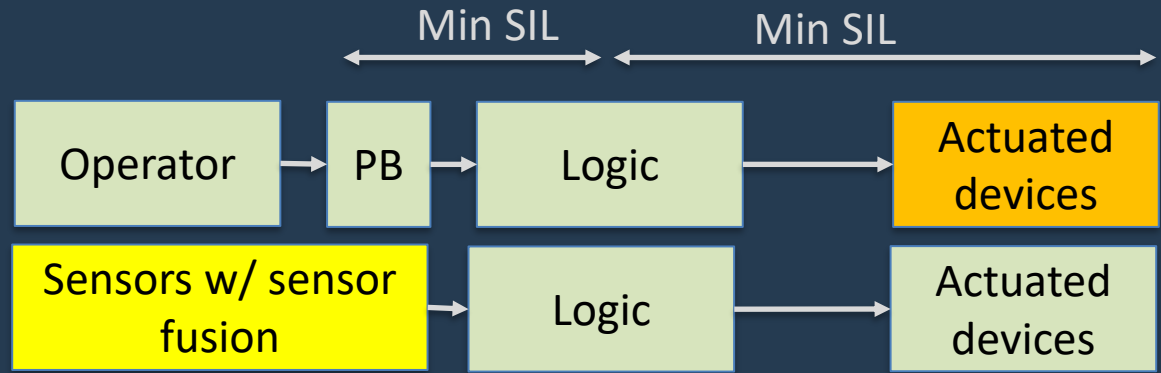 Min SIL
Min SIL
Operator
PB
Logic
Actuated
devices
Sensors w/ sensor
fusion
Logic
Actuated
devices